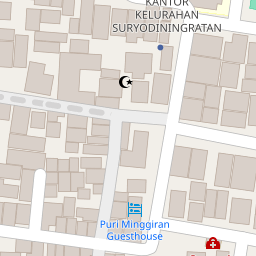 KANTOR
KELURAHAN
SURYODININGRATAN
Puri Minggiran
Guesthouse